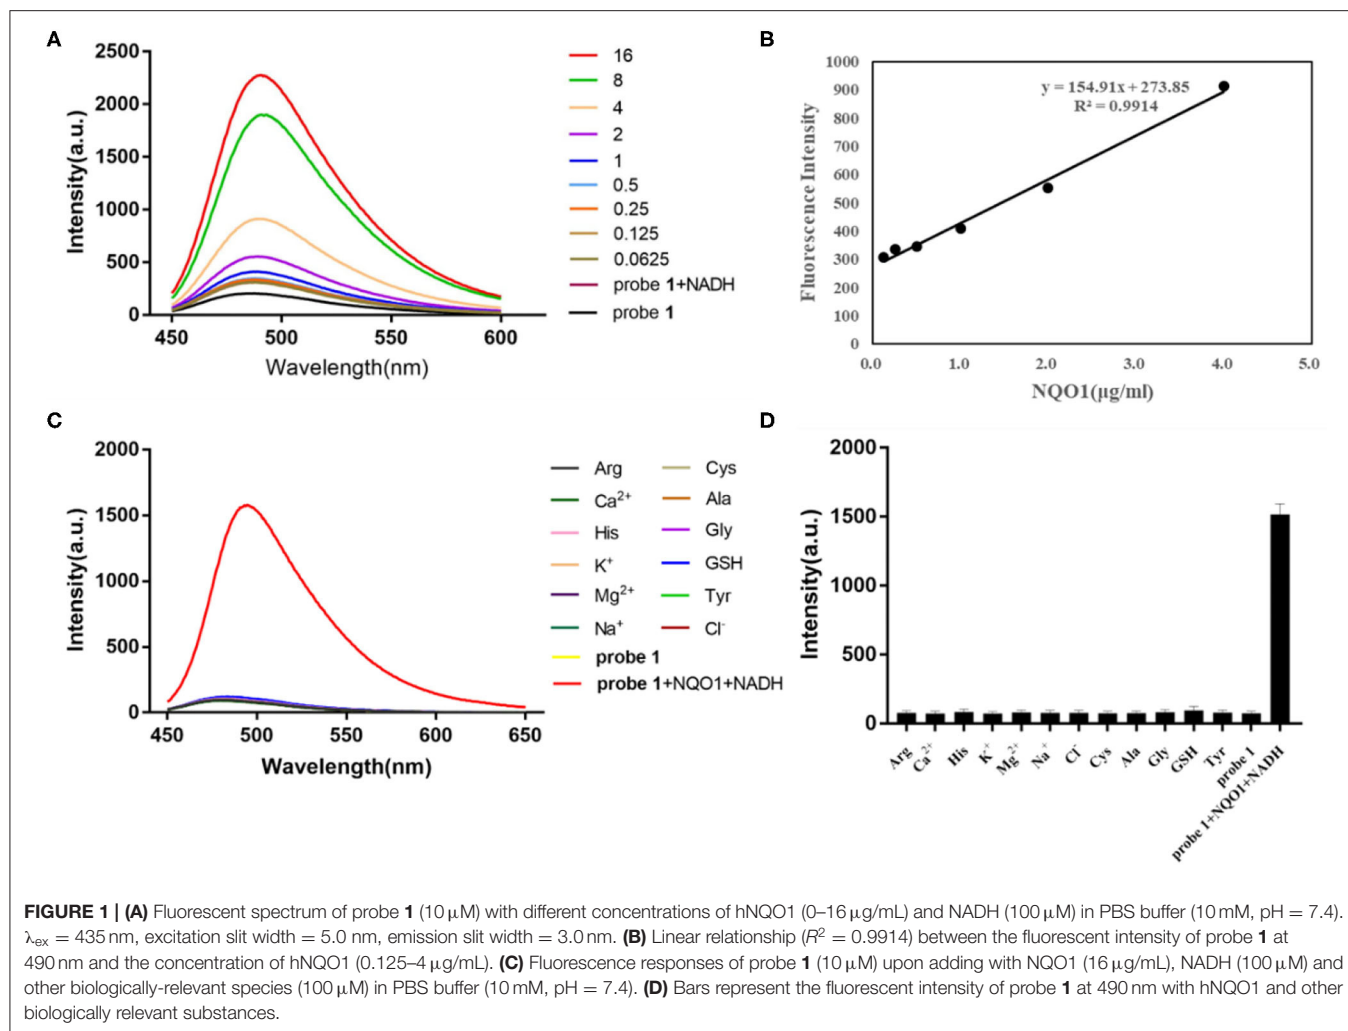 A
Intensity(a.u.)
2500
2000
1500
1000
500
0
450
500
550
600
Wavelength(nm)
16
8
4
2
1
0.5
0.25
0.125
0.0625
probe 1+NADH
probe 1
B
Fluorescence Intensity
1000
900
800
700
600
500
400
300
200
100
0
y = 154.91x + 273.85
R² = 0.9914
0.0
1.0
2.0
3.0
4.0
5.0
NQO1(μg/ml)
C
Intensity(a.u.)
2000
1500
1000
500
0
450
500
550
600
650
Wavelength(nm)
Arg
Ca²⁺
His
K⁺
Mg²⁺
Na⁺
probe 1
probe 1+NQO1+NADH
Cys
Ala
Gly
GSH
Tyr
Cl⁻
D
Intensity(a.u.)
2000
1500
1000
500
0
Arg
Ca²⁺
His
K⁺
Mg²⁺
Na⁺
Cl⁻
Cys
Ala
Gly
GSH
Tyr
probe 1
probe 1+NQO1+NADH
FIGURE 1 | (A) Fluorescent spectrum of probe 1 (10 μM) with different concentrations of hNQO1 (0–16 μg/mL) and NADH (100 μM) in PBS buffer (10 mM, pH = 7.4).
λex = 435 nm, excitation slit width = 5.0 nm, emission slit width = 3.0 nm. (B) Linear relationship (R² = 0.9914) between the fluorescent intensity of probe 1 at
490 nm and the concentration of hNQO1 (0.125–4 μg/mL). (C) Fluorescence responses of probe 1 (10 μM) upon adding with NQO1 (16 μg/mL), NADH (100 μM) and
other biologically-relevant species (100 μM) in PBS buffer (10 mM, pH = 7.4). (D) Bars represent the fluorescent intensity of probe 1 at 490 nm with hNQO1 and other
biologically relevant substances.